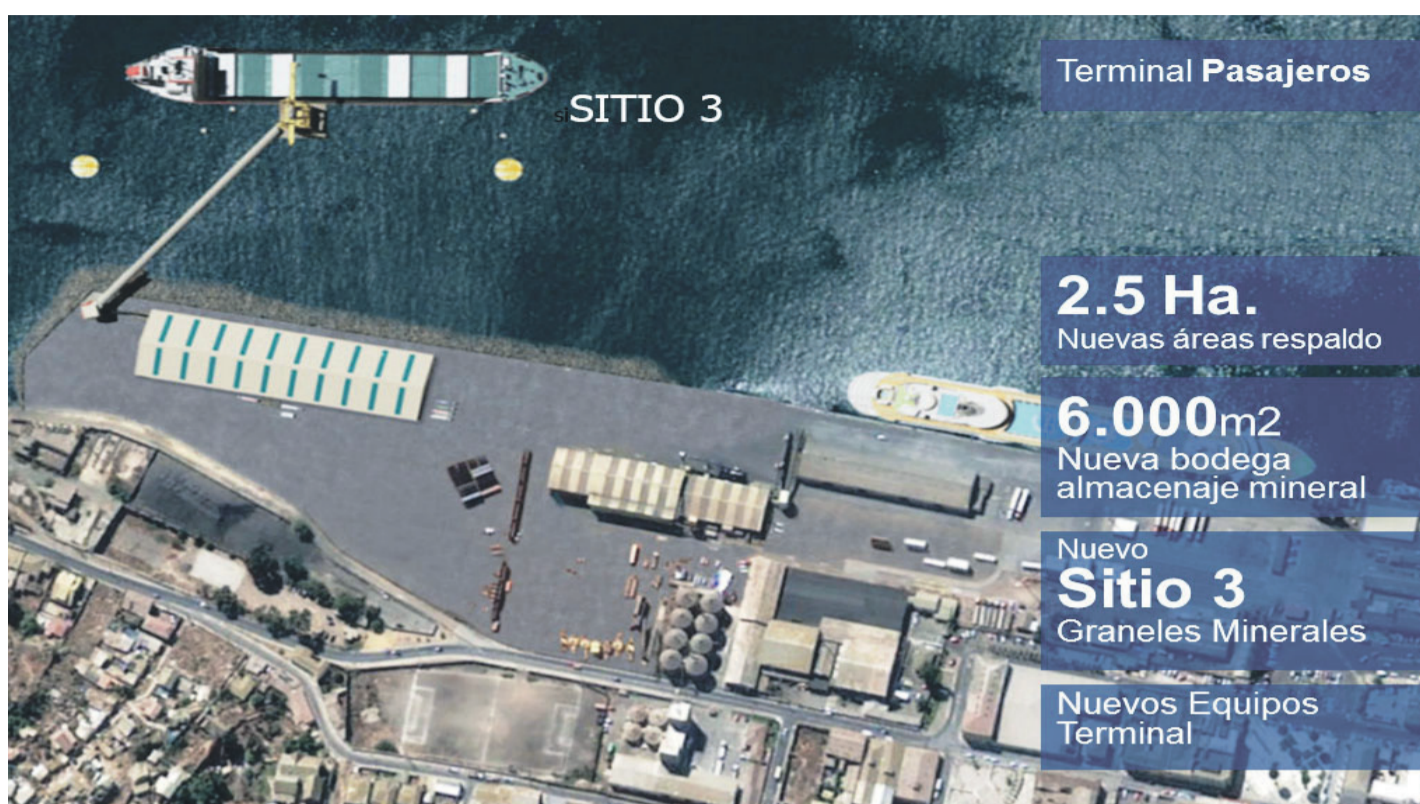 Terminal Pasajeros
SITIO 3
2.5 Ha.
Nuevas áreas respaldo
6.000m2
Nueva bodega
almacenaje mineral
Nuevo
Sitio 3
Graneles Minerales
Nuevos Equipos
Terminal